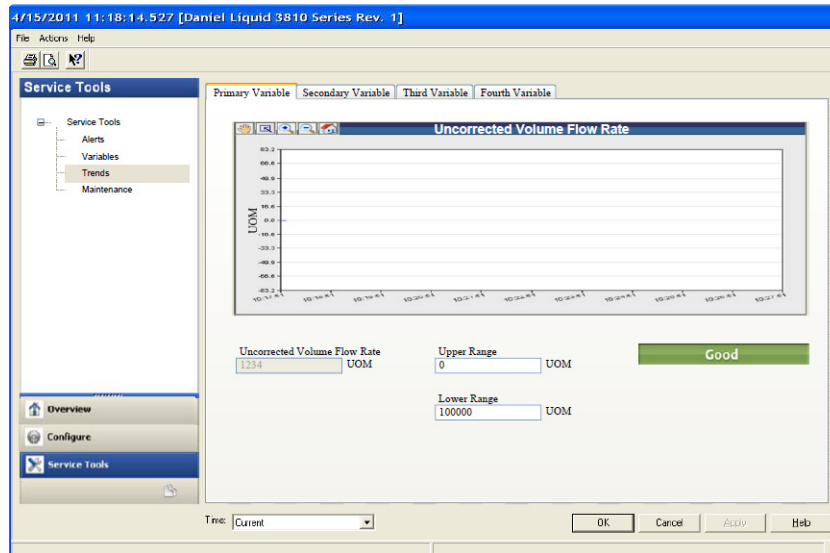 4/15/2011 11:18:14.527 [Daniel Liquid 3810 Series Rev. 1]
File Actions Help
Service Tools
Service Tools
Alerts
Variables
Trends
Maintenance
Overview
Configure
Service Tools
Primary Variable Secondary Variable Third Variable Fourth Variable
Uncorrected Volume Flow Rate
UOM
83.2
66.6
49.9
33.3
16.6
0.0
-16.6
-33.3
-49.9
-66.6
-83.2
Uncorrected Volume Flow Rate
1234 UOM
Upper Range
0 UOM
Good
Lower Range
100000 UOM
Time: Current
OK Cancel Apply Help